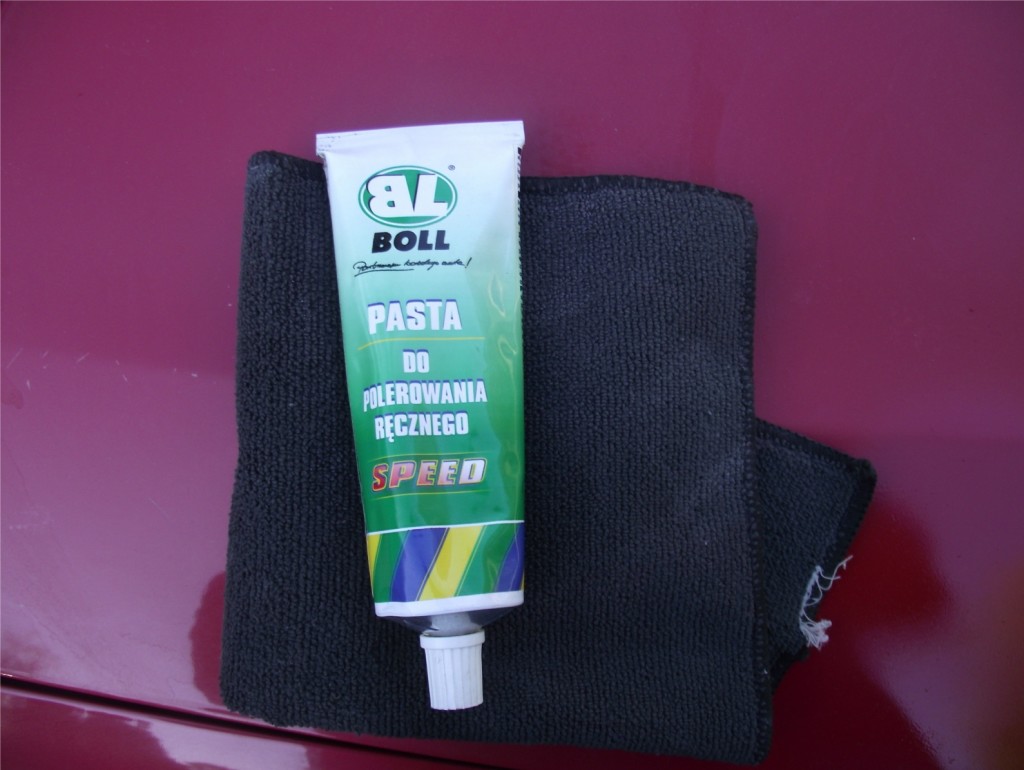 BL
®
BOLL
PASTA
DO
POLEROWANIA
RĘCZNEGO
SPEED